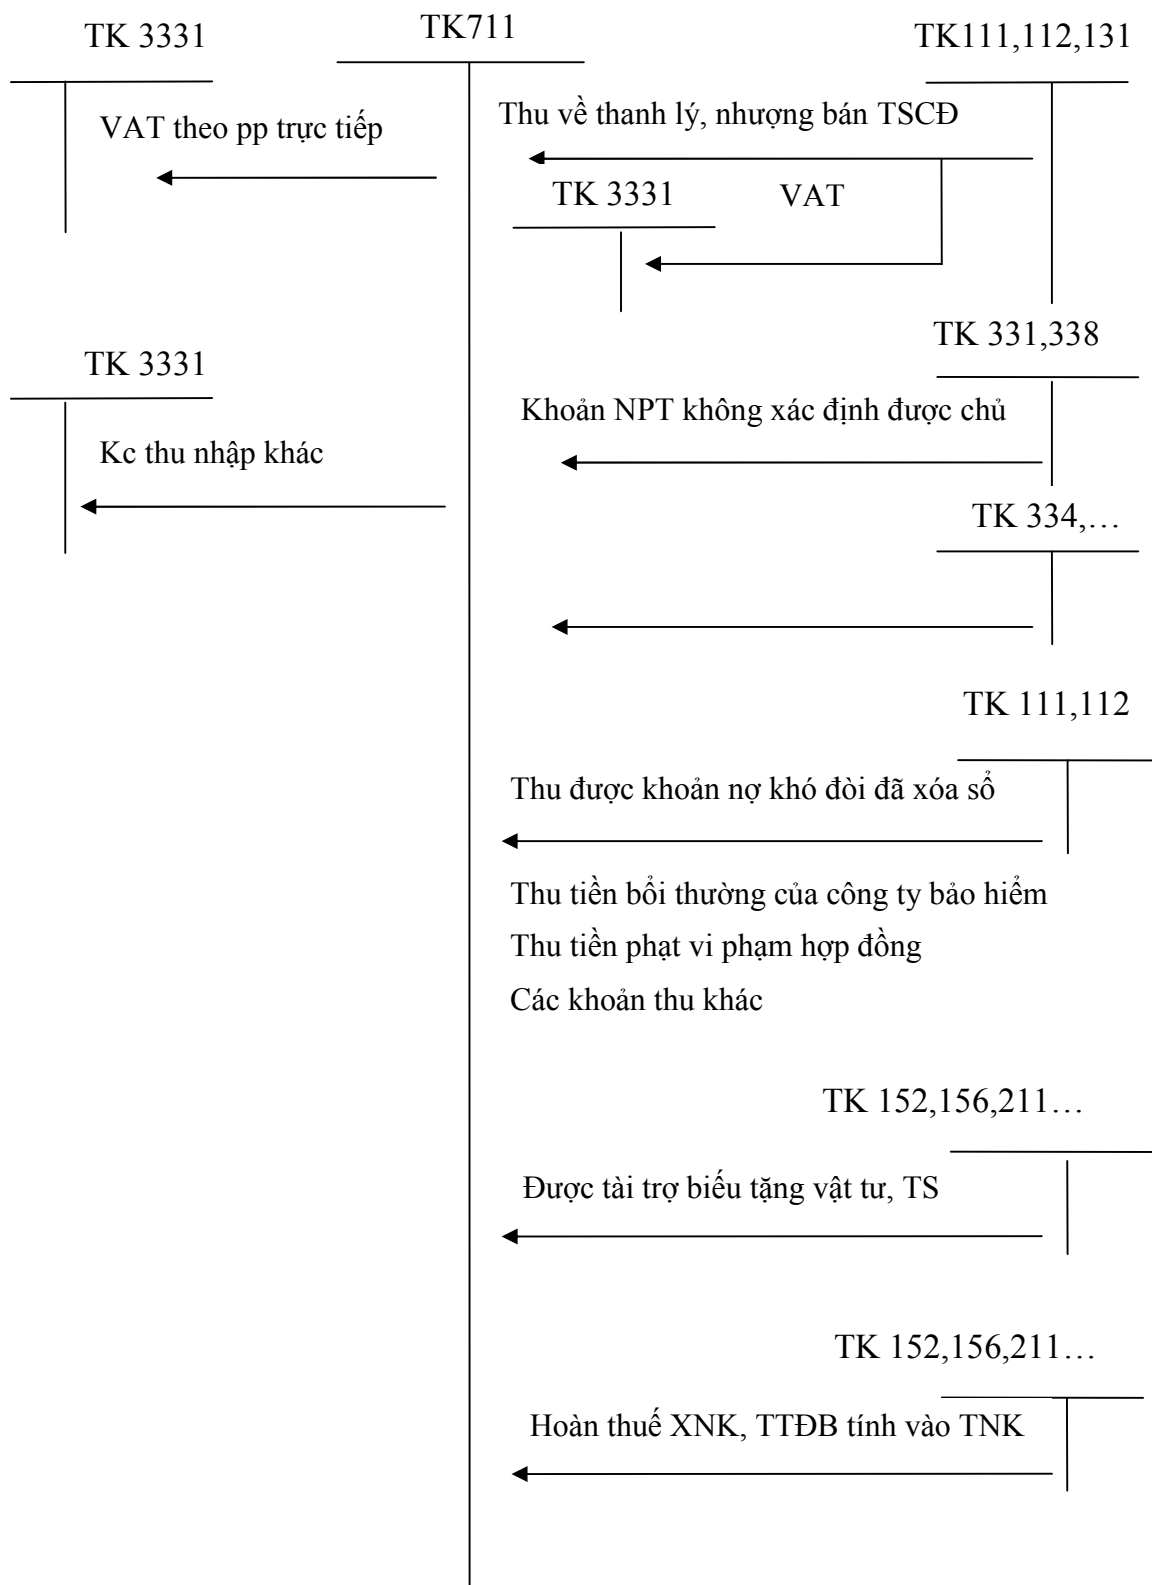 TK 3331
TK711
TK111,112,131
VAT theo pp trực tiếp
Thu về thanh lý, nhượng bán TSCĐ
TK 3331
VAT
TK 331,338
TK 3331
Khoản NPT không xác định được chủ
Kc thu nhập khác
TK 334,…
TK 111,112
Thu được khoản nợ khó đòi đã xóa sổ
Thu tiền bổi thường của công ty bảo hiểm
Thu tiền phạt vi phạm hợp đồng
Các khoản thu khác
TK 152,156,211…
Được tài trợ biếu tặng vật tư, TS
TK 152,156,211…
Hoàn thuế XNK, TTĐB tính vào TNK